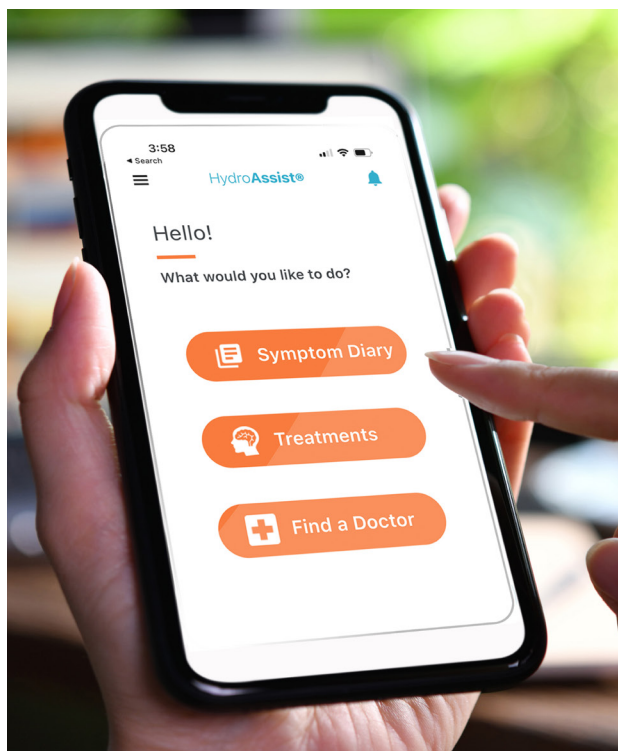 3:58
◄ Search
HydroAssist®
Hello!
What would you like to do?
Symptom Diary
Treatments
Find a Doctor